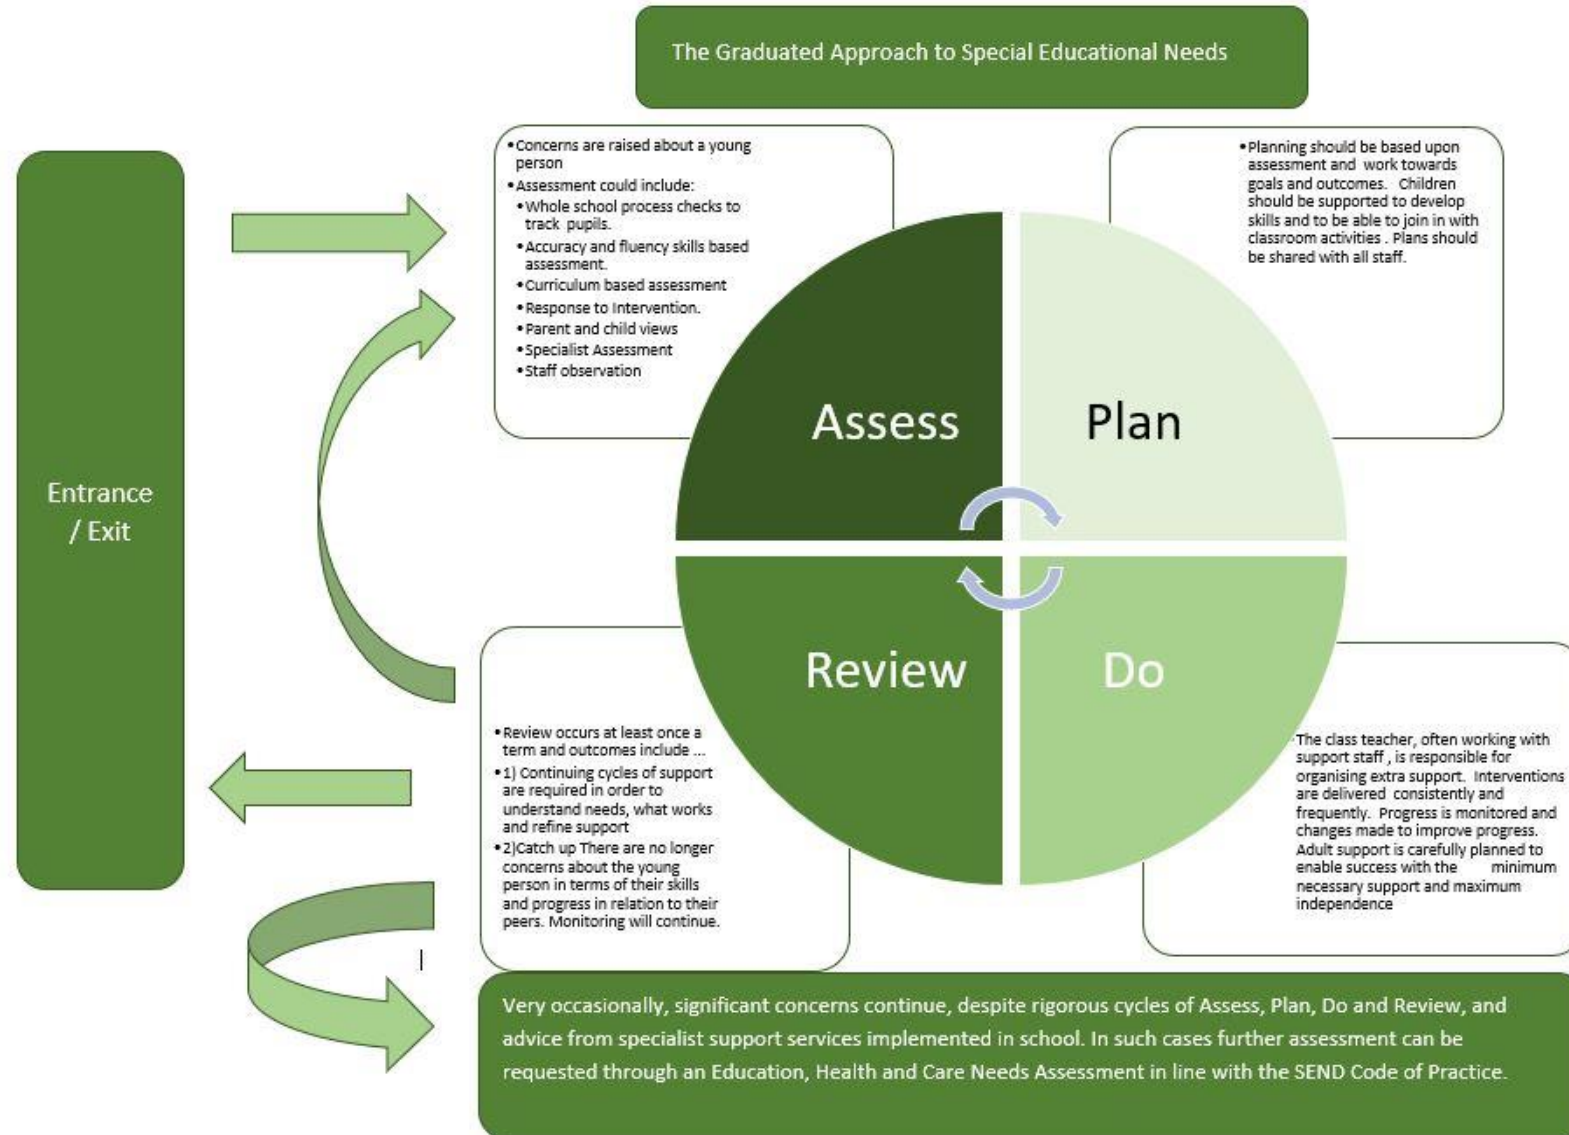 The Graduated Approach to Special Educational Needs
Entrance
/ Exit
•Concerns are raised about a young
person
•Assessment could include:
•Whole school process checks to
track pupils.
•Accuracy and fluency skills based
assessment.
•Curriculum based assessment
•Response to Intervention.
•Parent and child views
•Specialist Assessment
•Staff observation
•Planning should be based upon
assessment and work towards
goals and outcomes. Children
should be supported to develop
skills and to be able to join in with
classroom activities . Plans should
be shared with all staff.
Assess
Plan
Review
Do
•Review occurs at least once a
term and outcomes include ...
•1) Continuing cycles of support
are required in order to
understand needs, what works
and refine support
•2)Catch up There are no longer
concerns about the young
person in terms of their skills
and progress in relation to their
peers. Monitoring will continue.
The class teacher, often working with
support staff , is responsible for
organising extra support. Interventions
are delivered consistently and
frequently. Progress is monitored and
changes made to improve progress.
Adult support is carefully planned to
enable success with the minimum
necessary support and maximum
independence
Very occasionally, significant concerns continue, despite rigorous cycles of Assess, Plan, Do and Review, and
advice from specialist support services implemented in school. In such cases further assessment can be
requested through an Education, Health and Care Needs Assessment in line with the SEND Code of Practice.